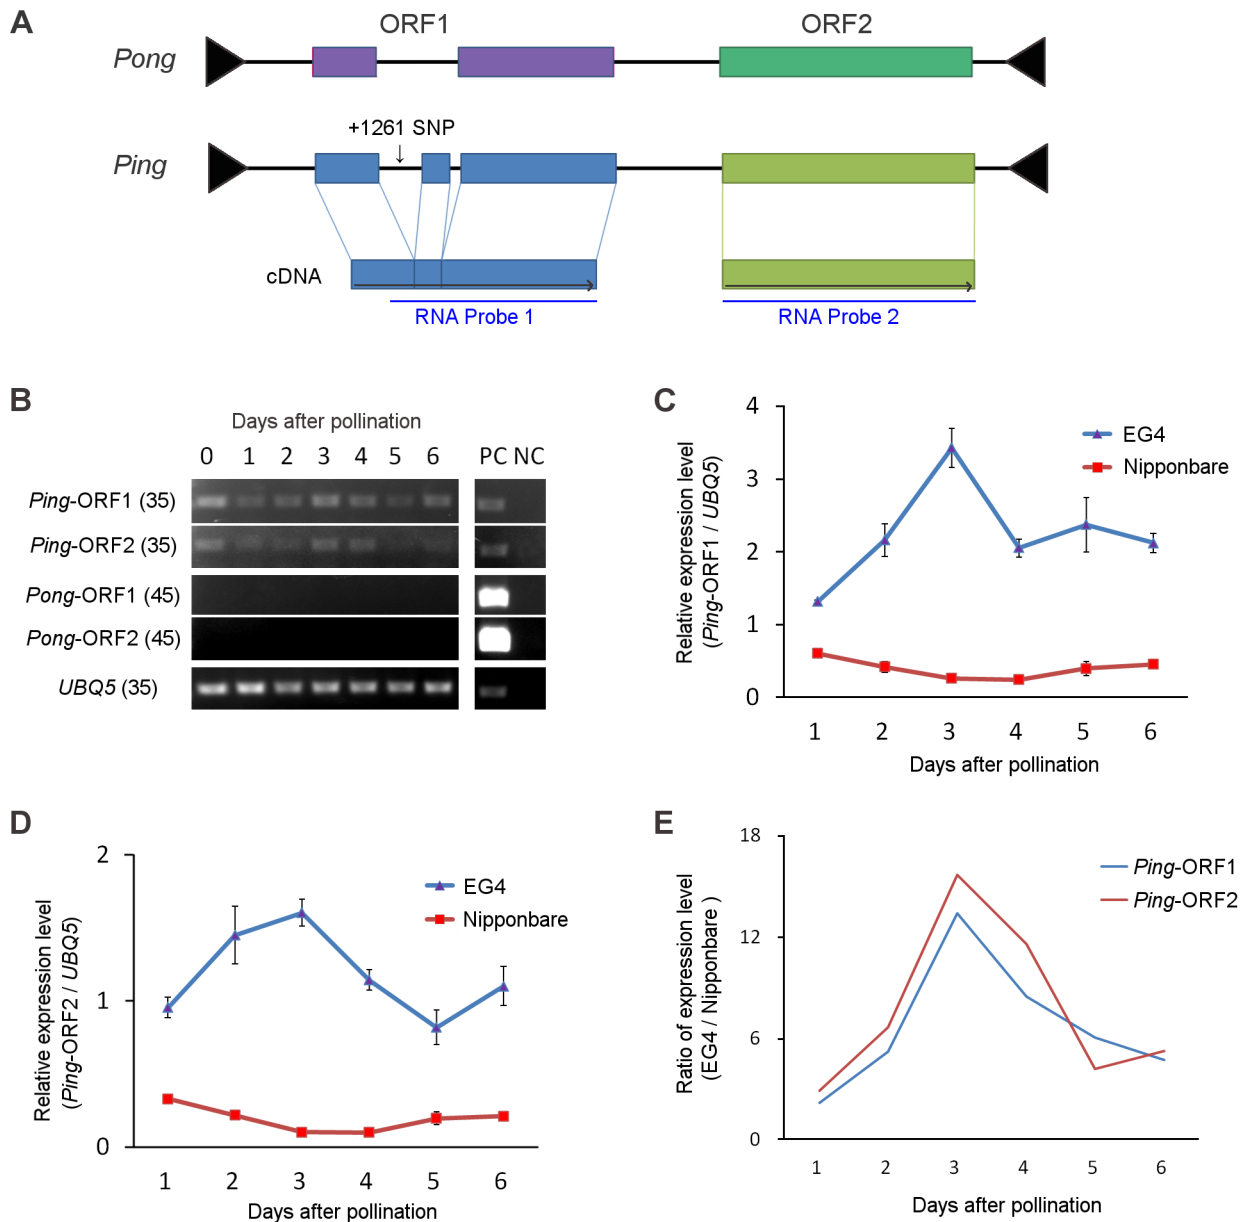 A
ORF1
ORF2
Pong
+1261 SNP
Ping
cDNA
RNA Probe 1
RNA Probe 2
B
Days after pollination
0 1 2 3 4 5 6 PC NC
Ping-ORF1 (35)
Ping-ORF2 (35)
Pong-ORF1 (45)
Pong-ORF2 (45)
UBQ5 (35)
C
Relative expression level
(Ping-ORF1 / UBQ5)
4
3
2
1
0
EG4
Nipponbare
1 2 3 4 5 6
Days after pollination
D
Relative expression level
(Ping-ORF2 / UBQ5)
2
1
0
EG4
Nipponbare
1 2 3 4 5 6
Days after pollination
E
Ratio of expression level
(EG4 / Nipponbare )
18
12
6
0
Ping-ORF1
Ping-ORF2
1 2 3 4 5 6
Days after pollination